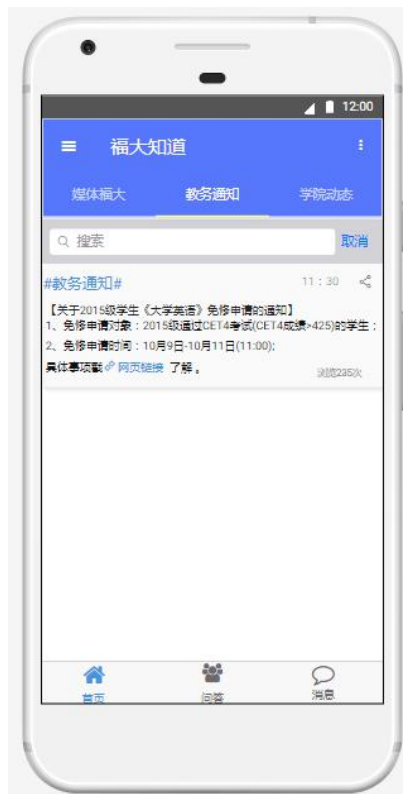 12:00
福大知道
媒体福大 教务通知 学院动态
搜索 取消
#教务通知# 11：30
【关于2015级学生《大学英语》免修申请的通知】
1、免修申请对象：2015级通过CET4考试(CET4成绩>425)的学生；
2、免修申请时间：10月9日-10月11日(11:00);
具体事项戳 网页链接 了解。 浏览235次
首页 问答 消息